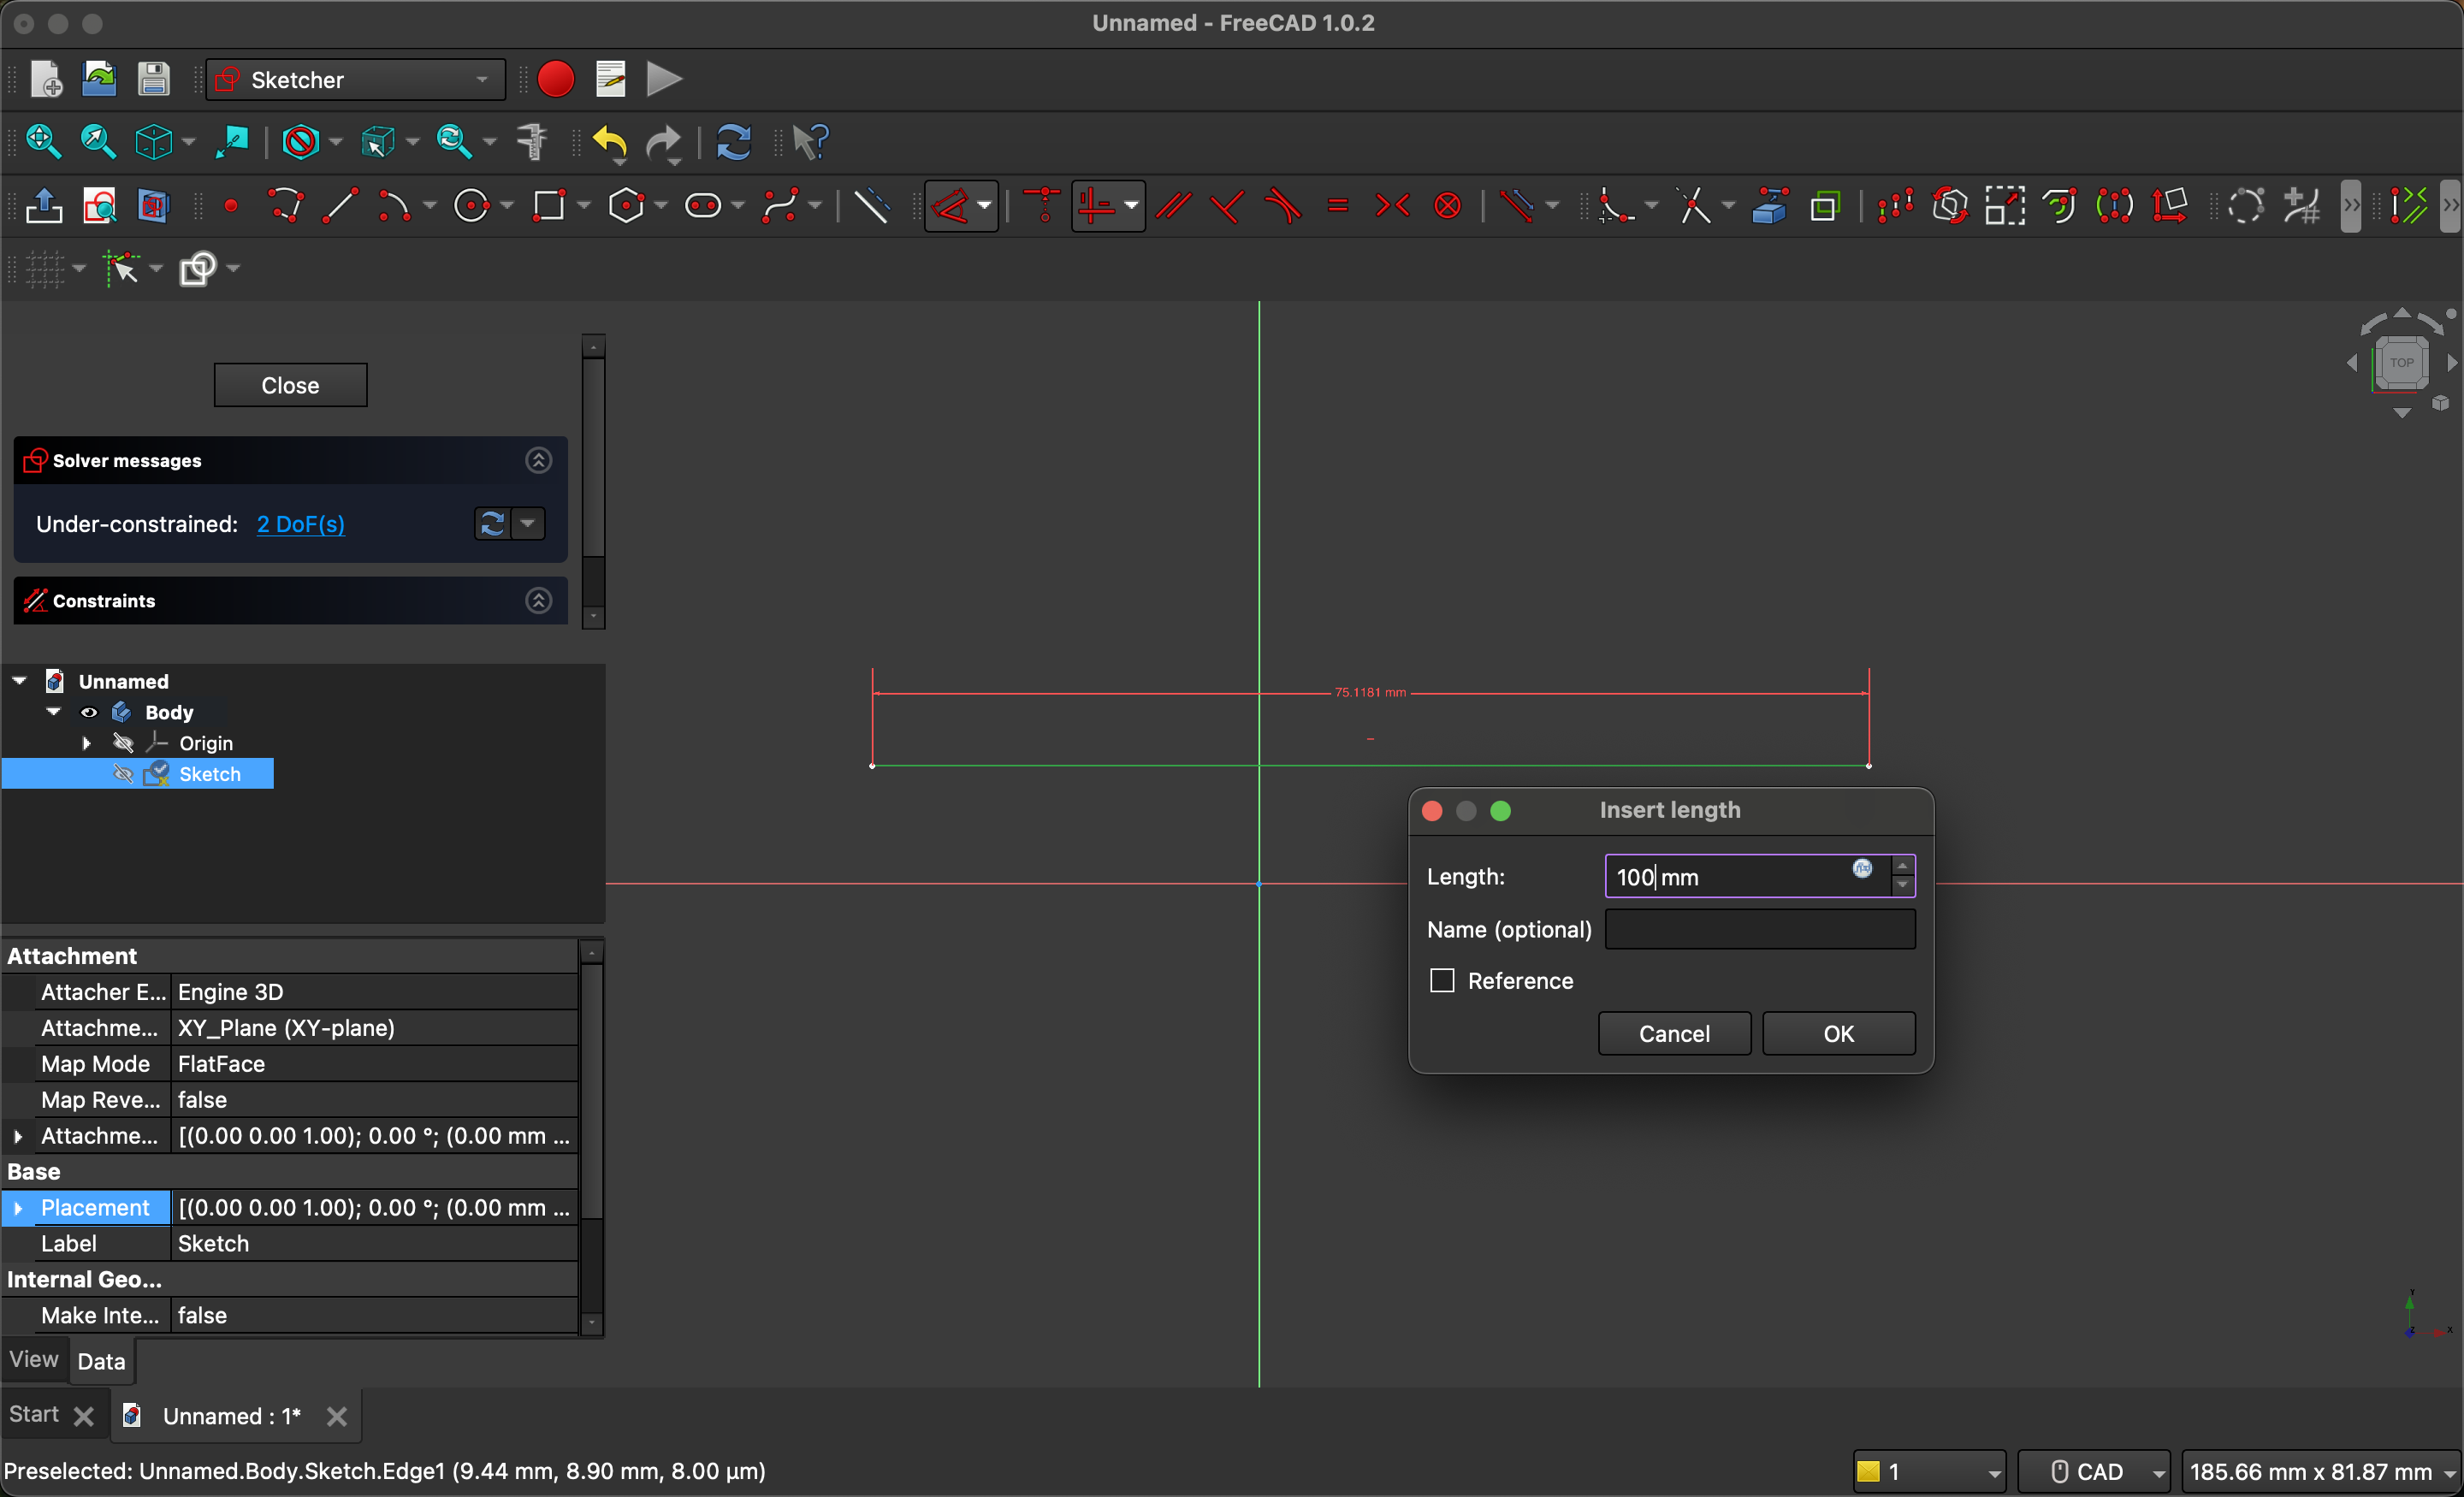 Unnamed - FreeCAD 1.0.2
Sketcher
TOP
Close
Solver messages
Under-constrained: 2 DoF(s)
Constraints
Unnamed
Body
Origin
Sketch
75.1181 mm
Insert length
Length: 100 mm
Name (optional)
Reference
Cancel OK
Attachment
Attacher E... Engine 3D
Attachme... XY_Plane (XY-plane)
Map Mode FlatFace
Map Reve... false
Attachme... [(0.00 0.00 1.00); 0.00 °; (0.00 mm ...
Base
Placement [(0.00 0.00 1.00); 0.00 °; (0.00 mm ...
Label Sketch
Internal Geo...
Make Inte... false
Y
Z X
View Data
Start Unnamed : 1*
Preselected: Unnamed.Body.Sketch.Edge1 (9.44 mm, 8.90 mm, 8.00 µm)
1 CAD 185.66 mm x 81.87 mm